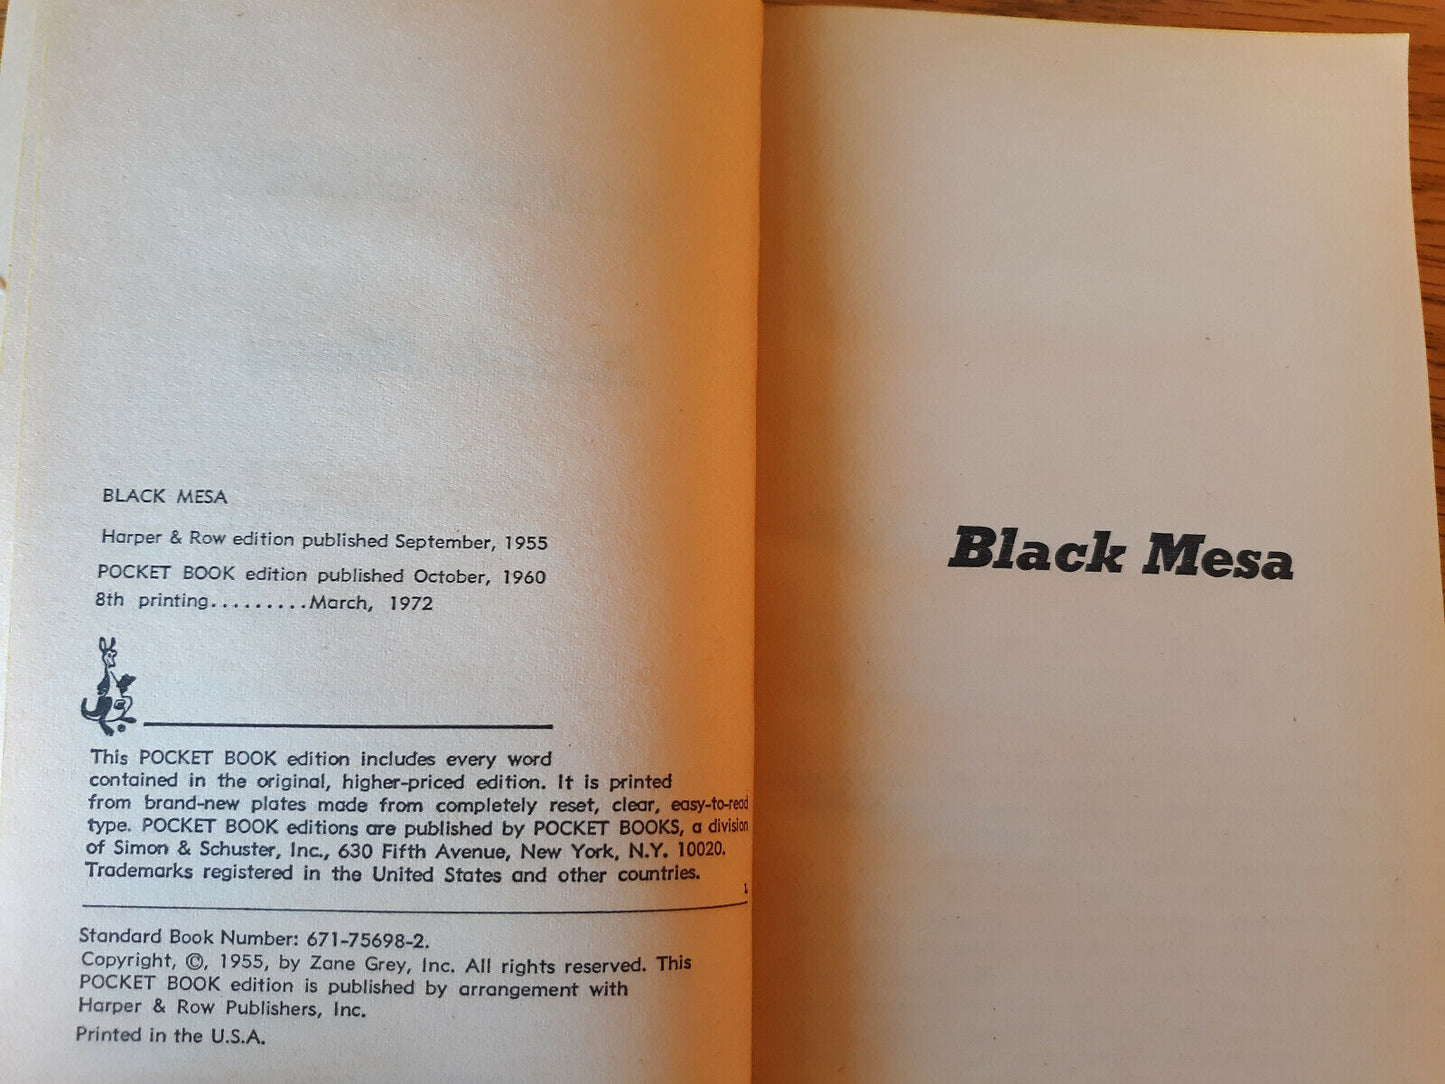 BLACK MESA
Harper & Row edition published September, 1955
POCKET BOOK edition published October, 1960
8th printing.........March, 1972
This POCKET BOOK edition includes every word
contained in the original, higher-priced edition. It is printed
from brand-new plates made from completely reset, clear, easy-to-read
type. POCKET BOOK editions are published by POCKET BOOKS, a division
of Simon & Schuster, Inc., 630 Fifth Avenue, New York, N.Y. 10020.
Trademarks registered in the United States and other countries.
L
Standard Book Number: 671-75698-2.
Copyright, ©, 1955, by Zane Grey, Inc. All rights reserved. This
POCKET BOOK edition is published by arrangement with
Harper & Row Publishers, Inc.
Printed in the U.S.A.
Black Mesa